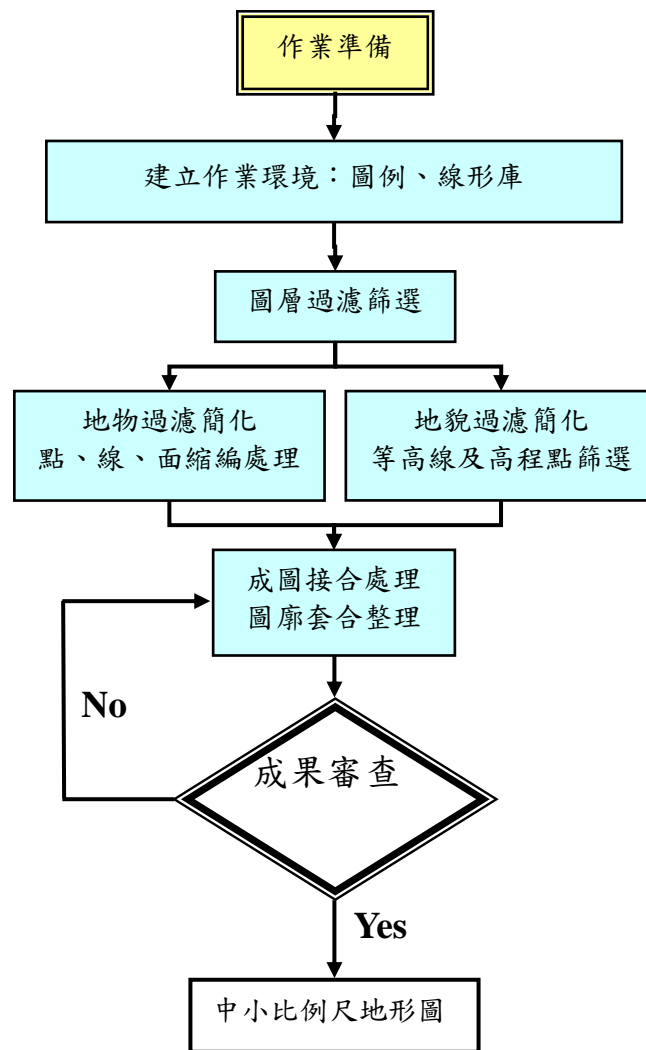 作業準備
建立作業環境：圖例、線形庫
圖層過濾篩選
地物過濾簡化
點、線、面縮編處理
地貌過濾簡化
等高線及高程點篩選
成圖接合處理
圖廓套合整理
No
成果審查
Yes
中小比例尺地形圖